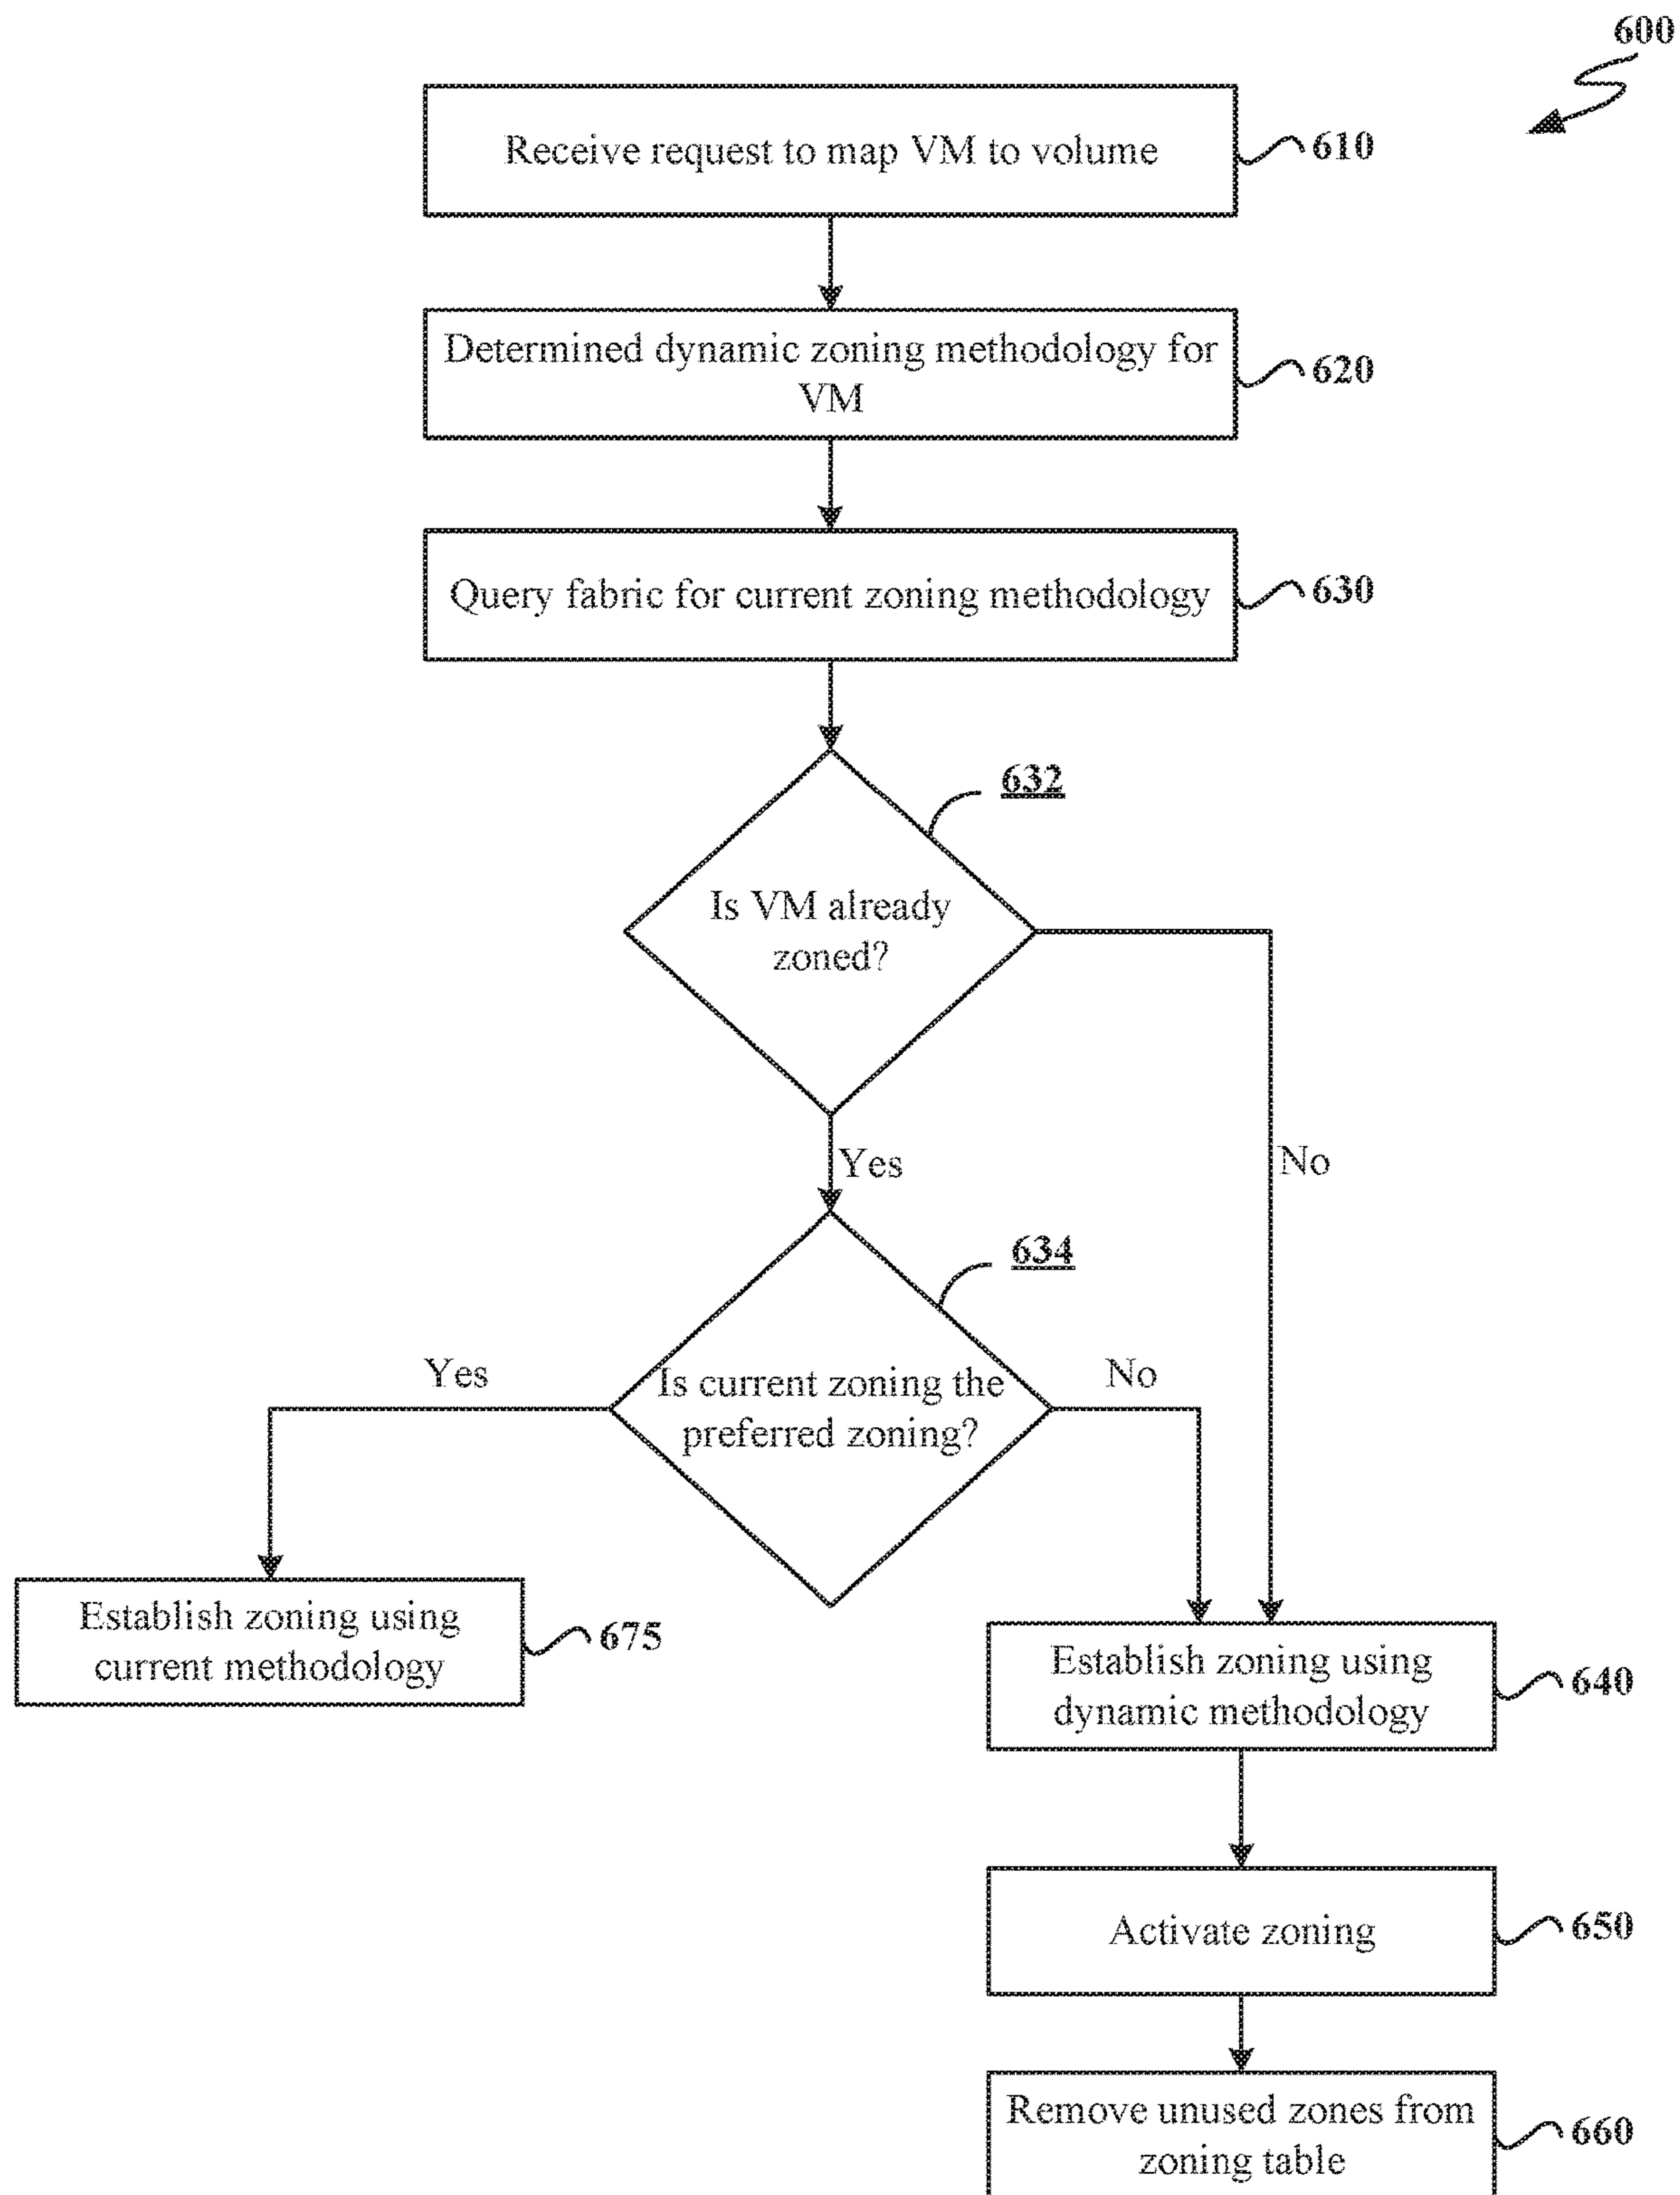 600
Receive request to map VM to volume
610
Determined dynamic zoning methodology for
VM
620
Query fabric for current zoning methodology
630
632
Is VM already
zoned?
Yes
No
634
Is current zoning the
preferred zoning?
Yes
No
Establish zoning using
current methodology
675
Establish zoning using
dynamic methodology
640
Activate zoning
650
Remove unused zones from
zoning table
660